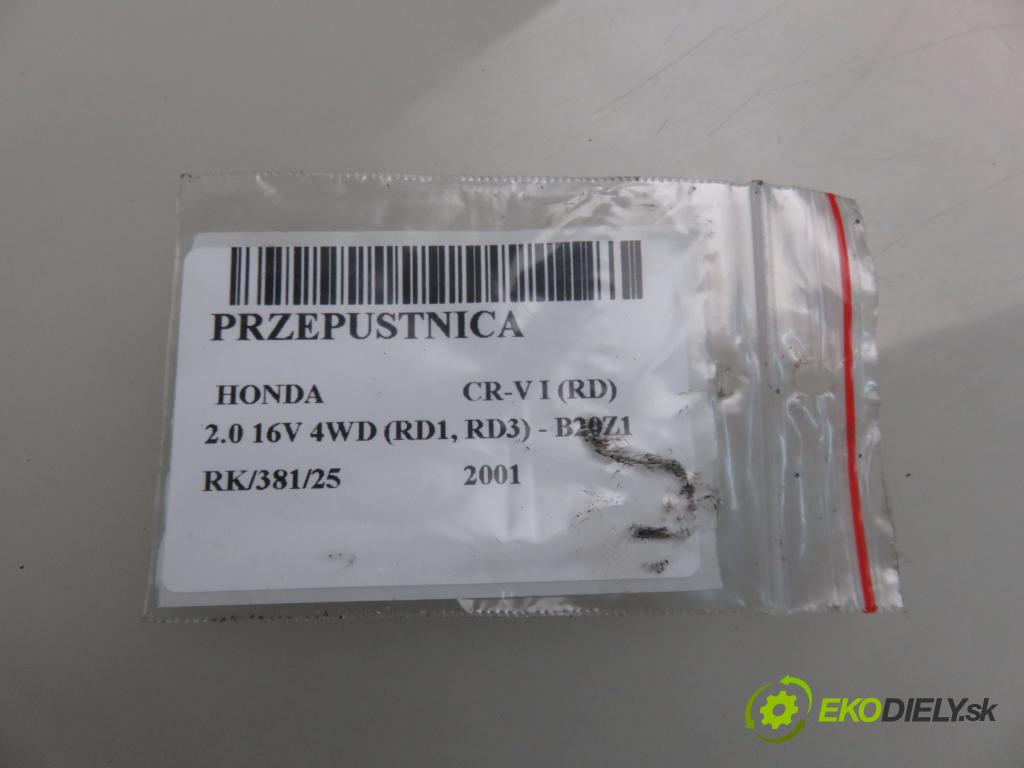 PRZEPUSTNICA
HONDA CR-V I (RD)
2.0 16V 4WD (RD1, RD3) - B20Z1
RK/381/25 2001
EKODIELY.sk